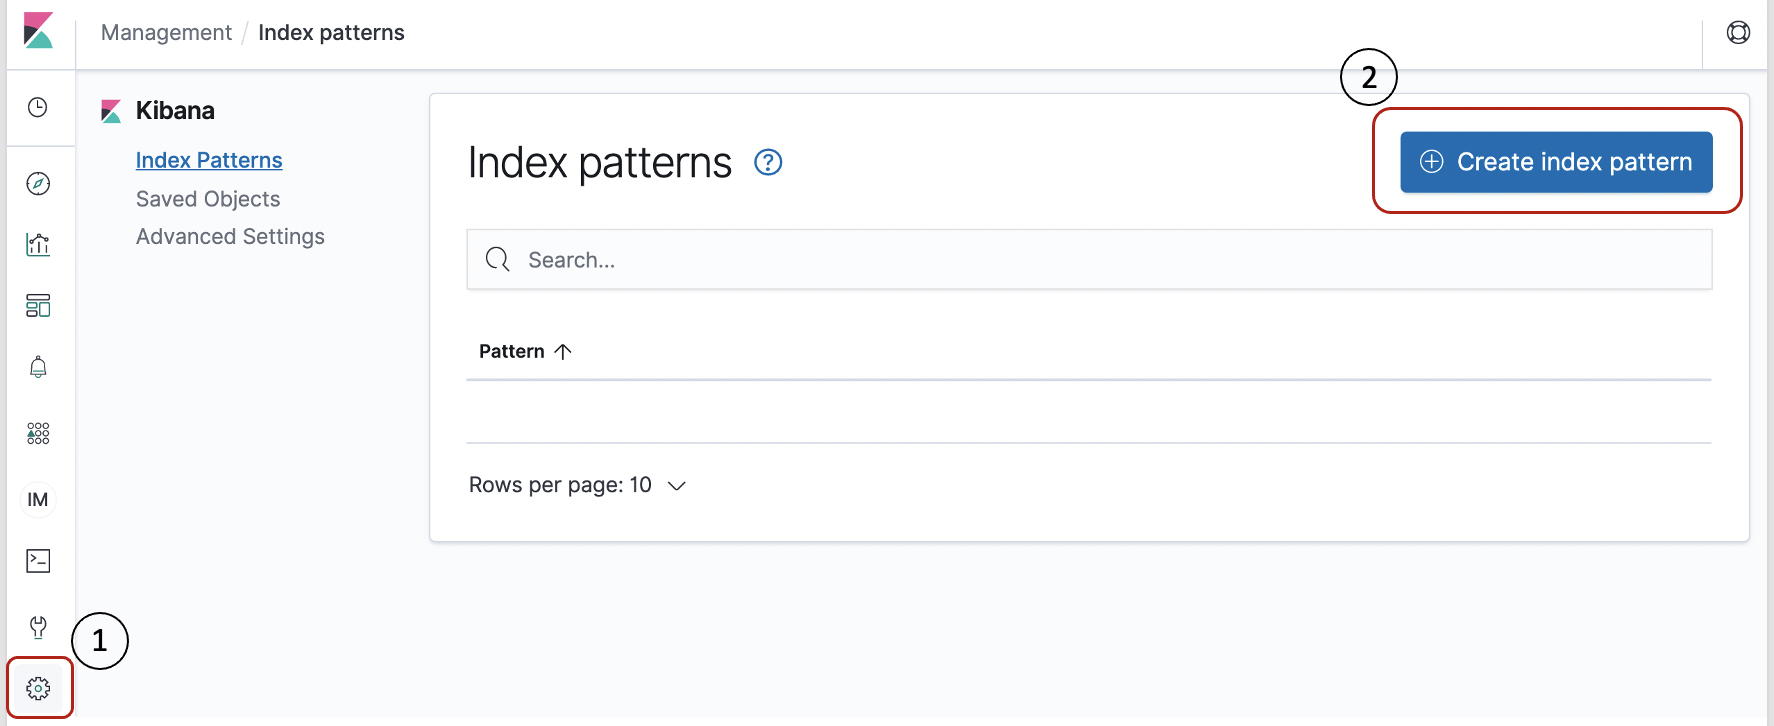 Management / Index patterns
2
Kibana
Index Patterns
Saved Objects
Advanced Settings
Index patterns ?
Create index pattern
Search...
Pattern ↑
Rows per page: 10
IM
1